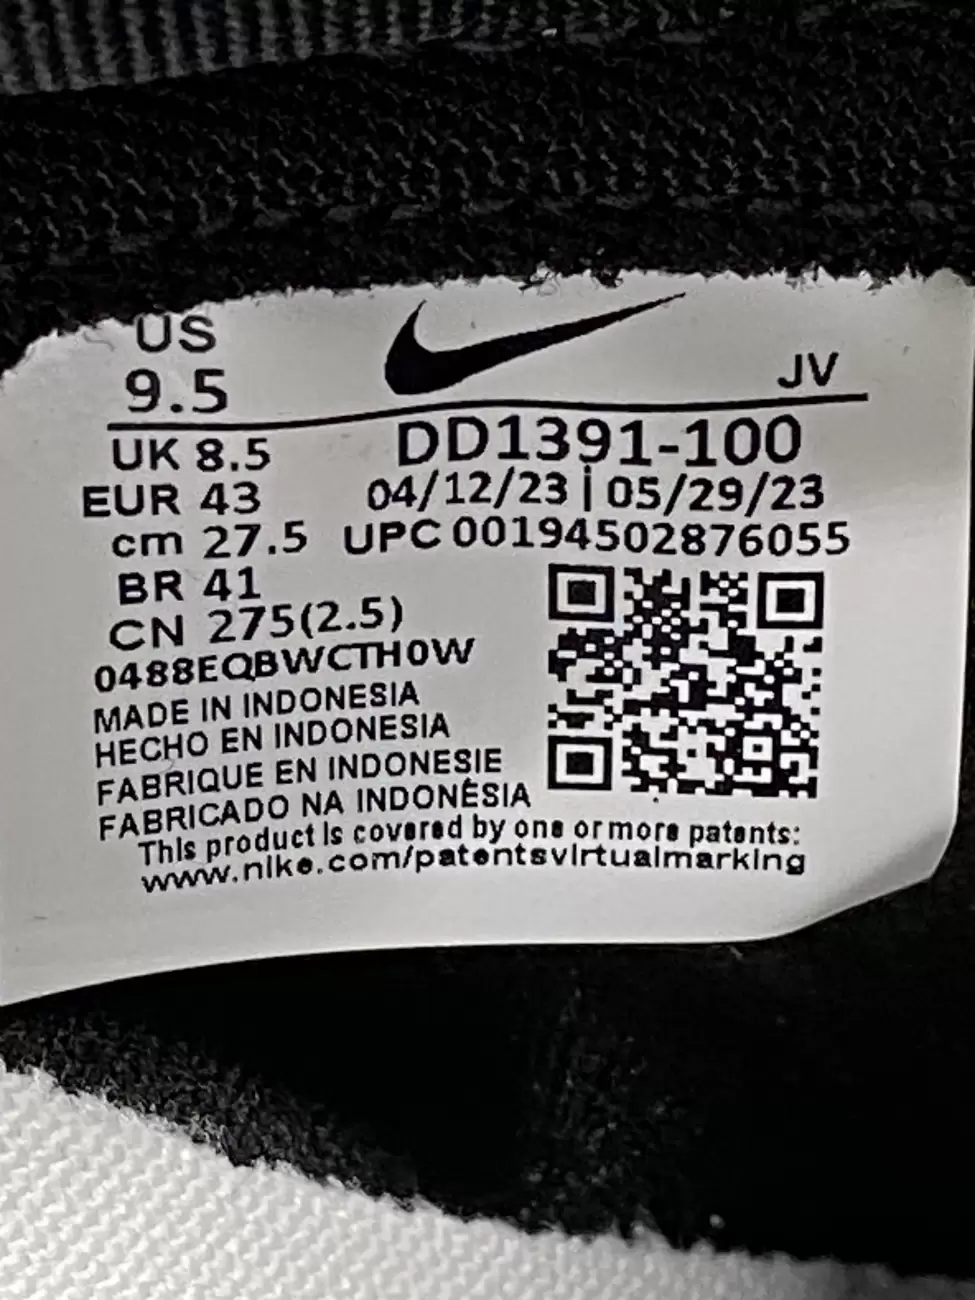 US
9.5
JV
UK 8.5
DD1391-100
EUR 43
04/12/23 | 05/29/23
cm 27.5
UPC 00194502876055
BR 41
CN 275(2.5)
0488EQBWCTH0W
MADE IN INDONESIA
HECHO EN INDONESIA
FABRIQUE EN INDONESIE
FABRICADO NA INDONÉSIA
This product is covered by one or more patents:
www.nike.com/patentsvirtualmarking